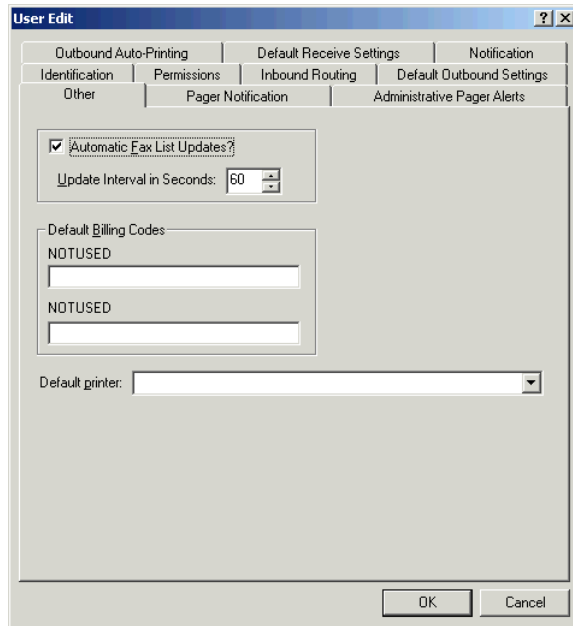 User Edit
Outbound Auto-Printing Default Receive Settings Notification
Identification Permissions Inbound Routing Default Outbound Settings
Other Pager Notification Administrative Pager Alerts
Automatic Fax List Updates?
Update Interval in Seconds: 60
Default Billing Codes
NOTUSED
NOTUSED
Default printer:
OK Cancel